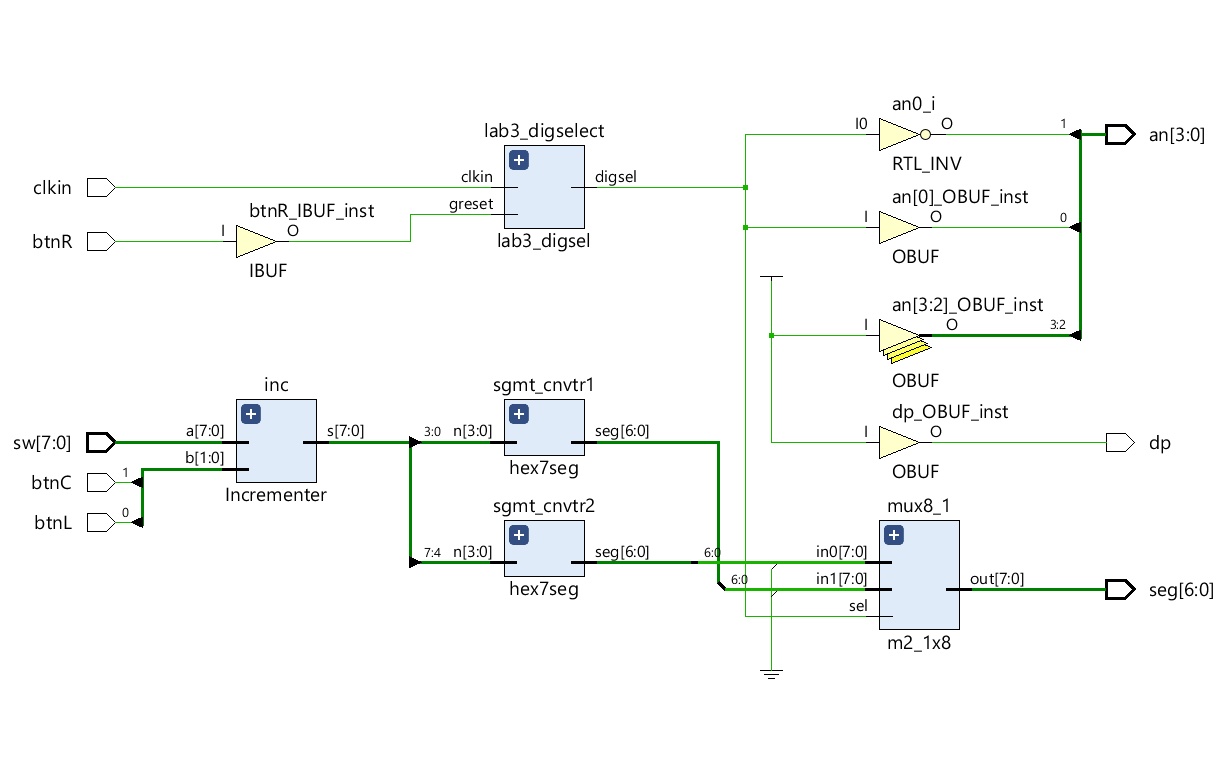 an0_i
I0
O
1
an[3:0]
RTL_INV
lab3_digselect
clkin
clkin
digsel
greset
lab3_digsel
btnR
btnR_IBUF_inst
I
O
IBUF
an[0]_OBUF_inst
I
O
0
OBUF
an[3:2]_OBUF_inst
I
O
3:2
OBUF
dp_OBUF_inst
I
O
dp
OBUF
inc
sw[7:0]
a[7:0]
s[7:0]
b[1:0]
btnC
1
btnL
0
Incrementer
sgmt_cnvtr1
3:0
n[3:0]
seg[6:0]
hex7seg
sgmt_cnvtr2
7:4
n[3:0]
seg[6:0]
hex7seg
mux8_1
6:0
in0[7:0]
6:0
in1[7:0]
out[7:0]
seg[6:0]
sel
m2_1x8